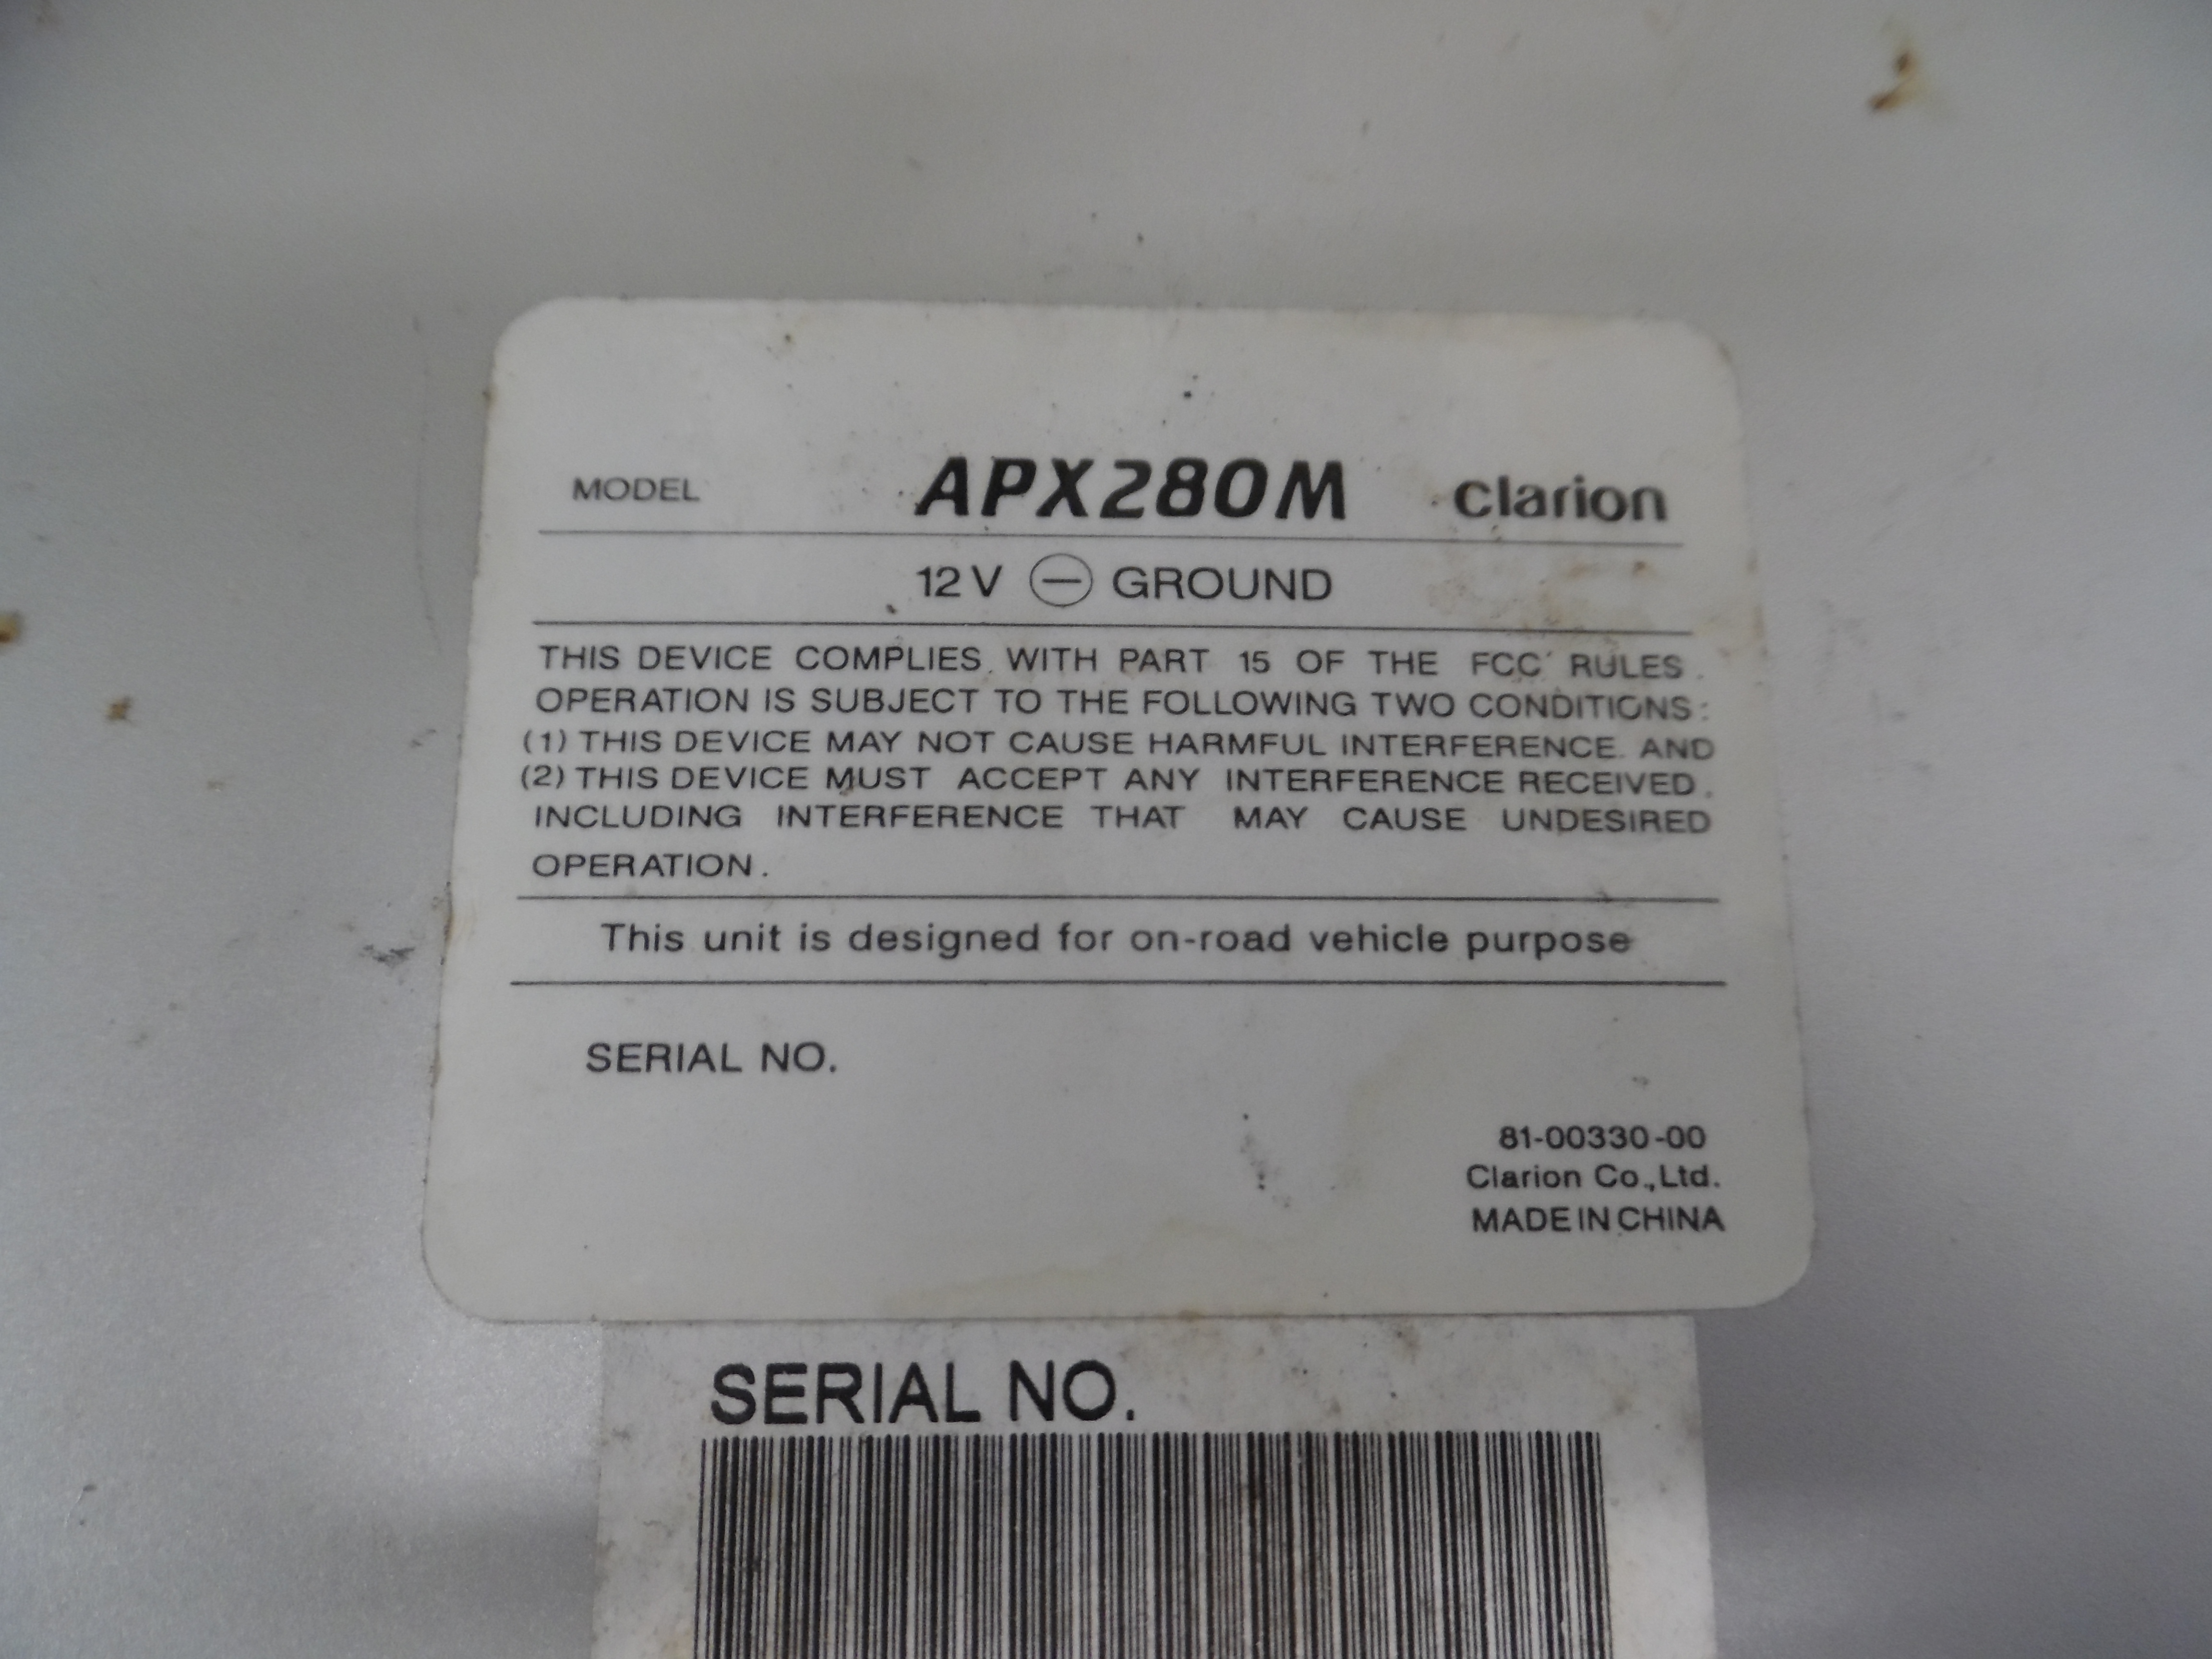 MODEL APX280M clarion
12V ⊖ GROUND
THIS DEVICE COMPLIES WITH PART 15 OF THE FCC RULES.
OPERATION IS SUBJECT TO THE FOLLOWING TWO CONDITIONS:
(1) THIS DEVICE MAY NOT CAUSE HARMFUL INTERFERENCE. AND
(2) THIS DEVICE MUST ACCEPT ANY INTERFERENCE RECEIVED.
INCLUDING INTERFERENCE THAT MAY CAUSE UNDESIRED
OPERATION.
This unit is designed for on-road vehicle purpose
SERIAL NO.
81-00330-00
Clarion Co.,Ltd.
MADE IN CHINA
SERIAL NO.